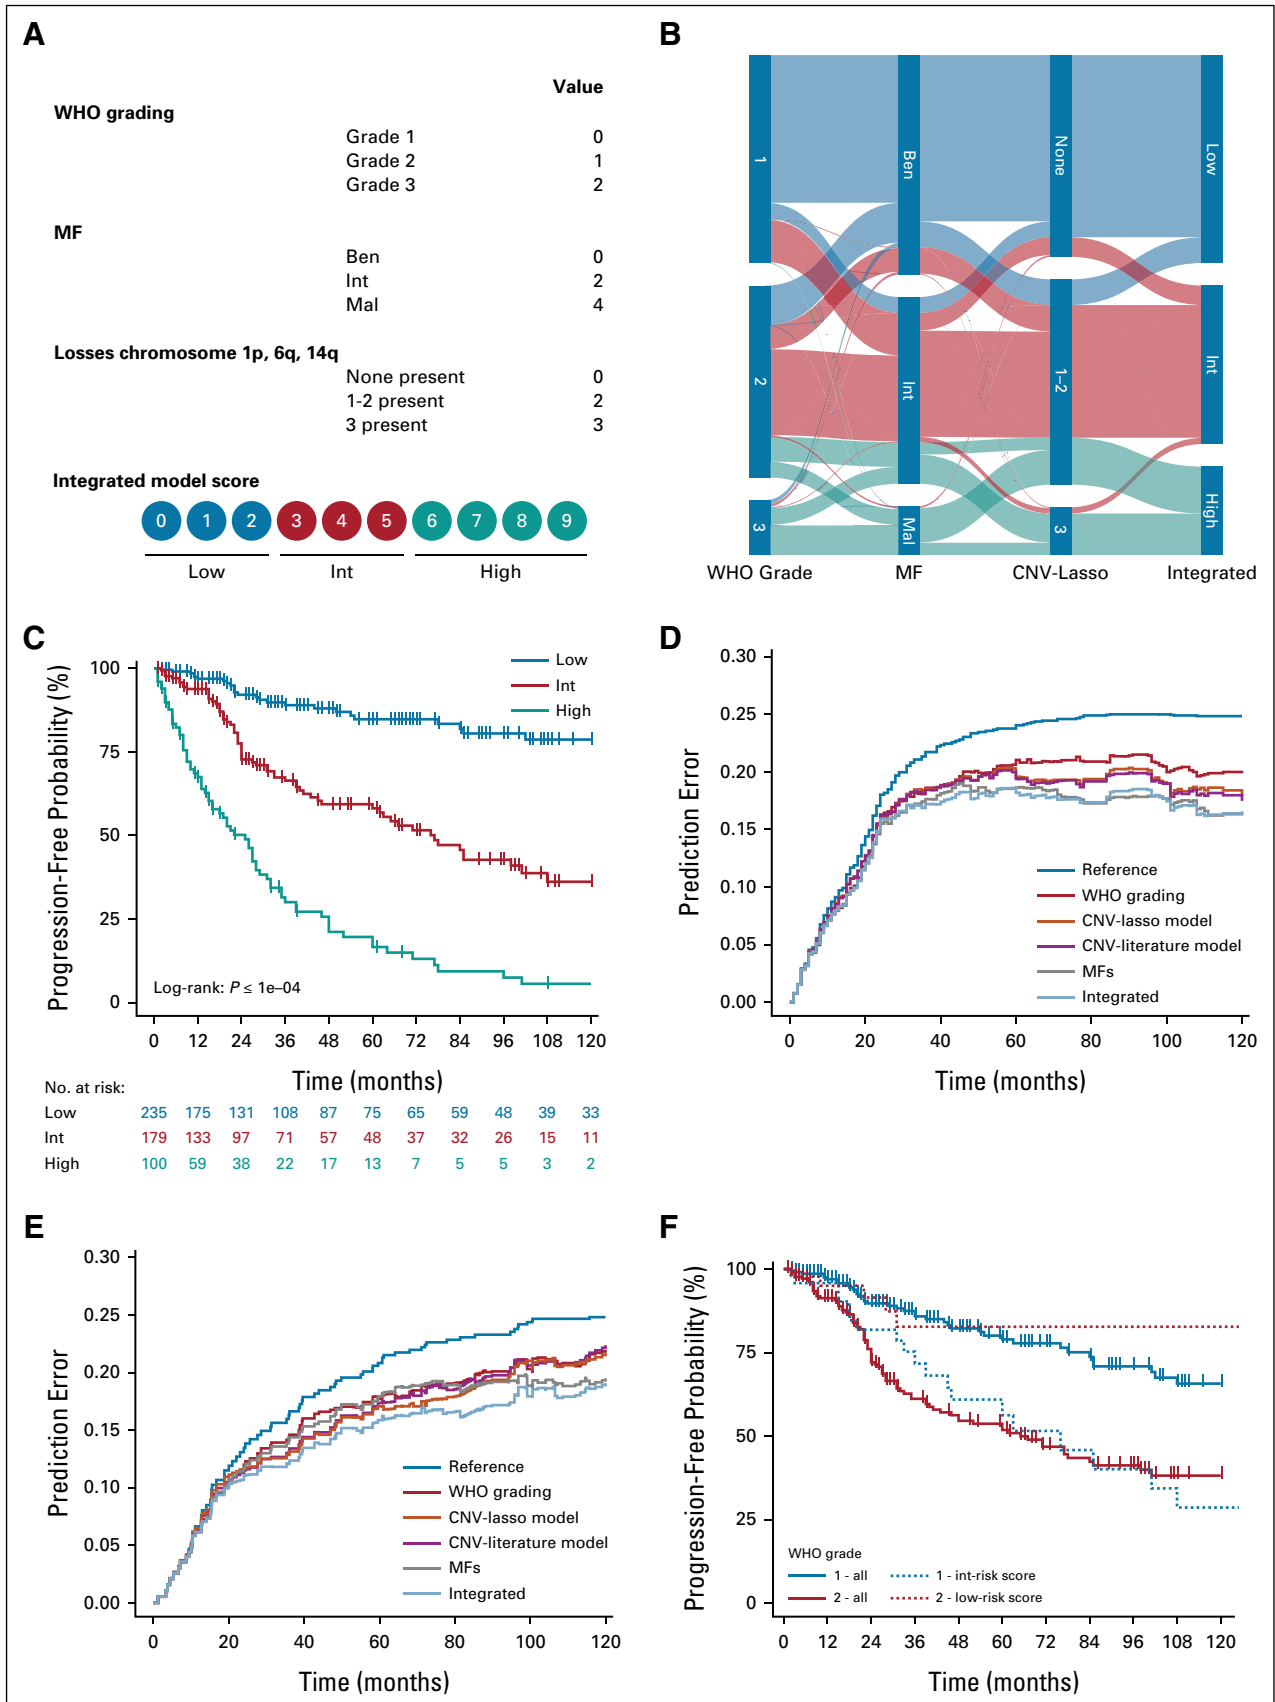 A
Value
WHO grading
Grade 1 0
Grade 2 1
Grade 3 2
MF
Ben 0
Int 2
Mal 4
Losses chromosome 1p, 6q, 14q
None present 0
1-2 present 2
3 present 3
Integrated model score
0 1 2 3 4 5 6 7 8 9
Low Int High
B
1
2
3
Ben
Int
Mal
None
1–2
3
Low
Int
High
WHO Grade MF CNV-Lasso Integrated
C
Progression-Free Probability (%)
100
75
50
25
0
Low
Int
High
Log-rank: P ≤ 1e–04
0 12 24 36 48 60 72 84 96 108 120
Time (months)
No. at risk:
Low 235 175 131 108 87 75 65 59 48 39 33
Int 179 133 97 71 57 48 37 32 26 15 11
High 100 59 38 22 17 13 7 5 5 3 2
D
Prediction Error
0.30
0.25
0.20
0.15
0.10
0.05
0.00
Reference
WHO grading
CNV-lasso model
CNV-literature model
MFs
Integrated
0 20 40 60 80 100 120
Time (months)
E
Prediction Error
0.30
0.25
0.20
0.15
0.10
0.05
0.00
Reference
WHO grading
CNV-lasso model
CNV-literature model
MFs
Integrated
0 20 40 60 80 100 120
Time (months)
F
Progression-Free Probability (%)
100
75
50
25
0
WHO grade
1 - all 1 - int-risk score
2 - all 2 - low-risk score
0 12 24 36 48 60 72 84 96 108 120
Time (months)